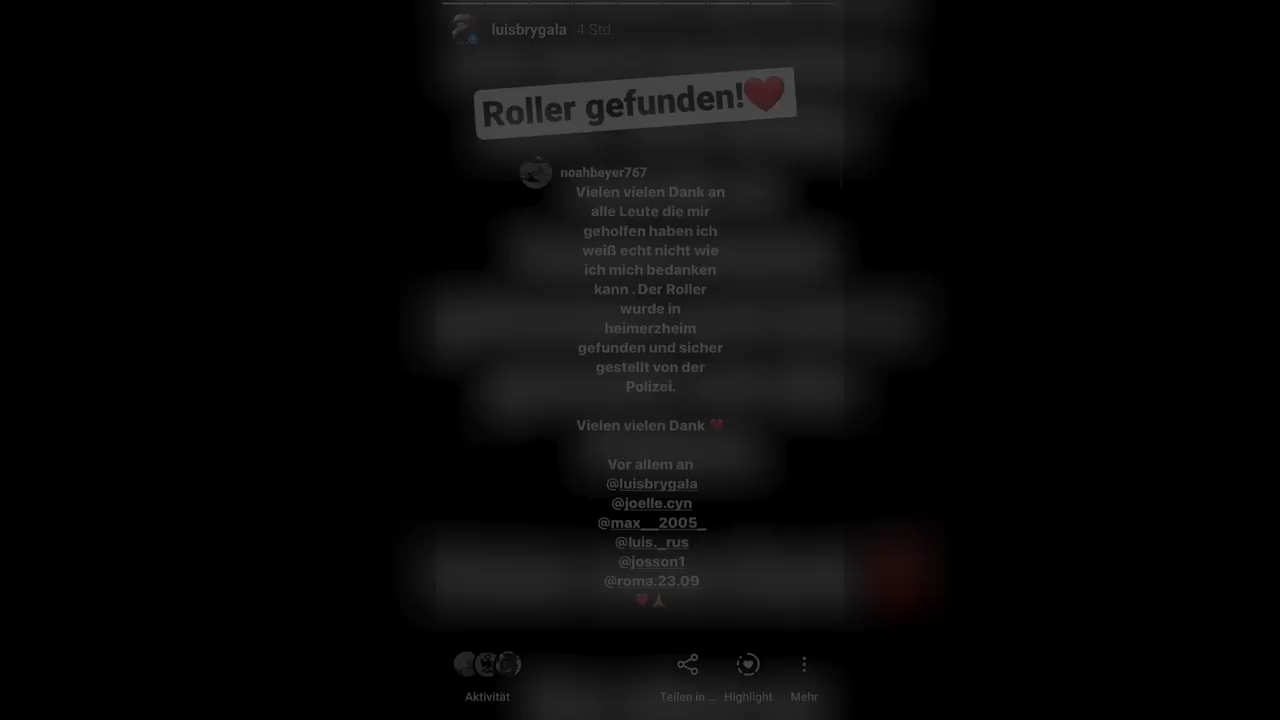 luisbrygala 4 Std.
Roller gefunden!❤️
noahbeyer767
Vielen vielen Dank an
alle Leute die mir
geholfen haben ich
weiß echt nicht wie
ich mich bedanken
kann . Der Roller
wurde in
heimerzheim
gefunden und sicher
gestellt von der
Polizei.
Vielen vielen Dank ❤️
Vor allem an
@luisbrygala
@joelle.cyn
@max__2005_
@luis._rus
@josson1
@roma.23.09
❤️🙏
Aktivität
Teilen in ...
Highlight
Mehr